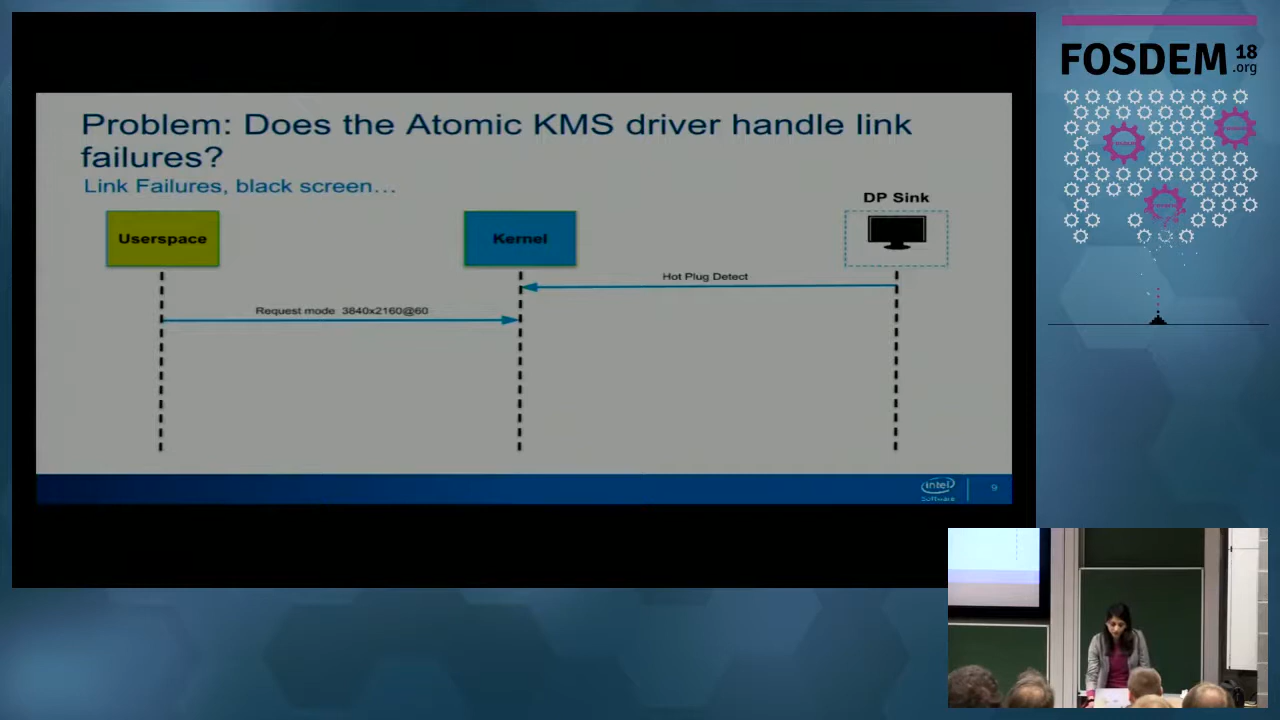 FOSDEM 18
.org
Problem: Does the Atomic KMS driver handle link
failures?
Link Failures, black screen...
DP Sink
Userspace
Kernel
Hot Plug Detect
Request mode 3840x2160@60
intel
Software
9